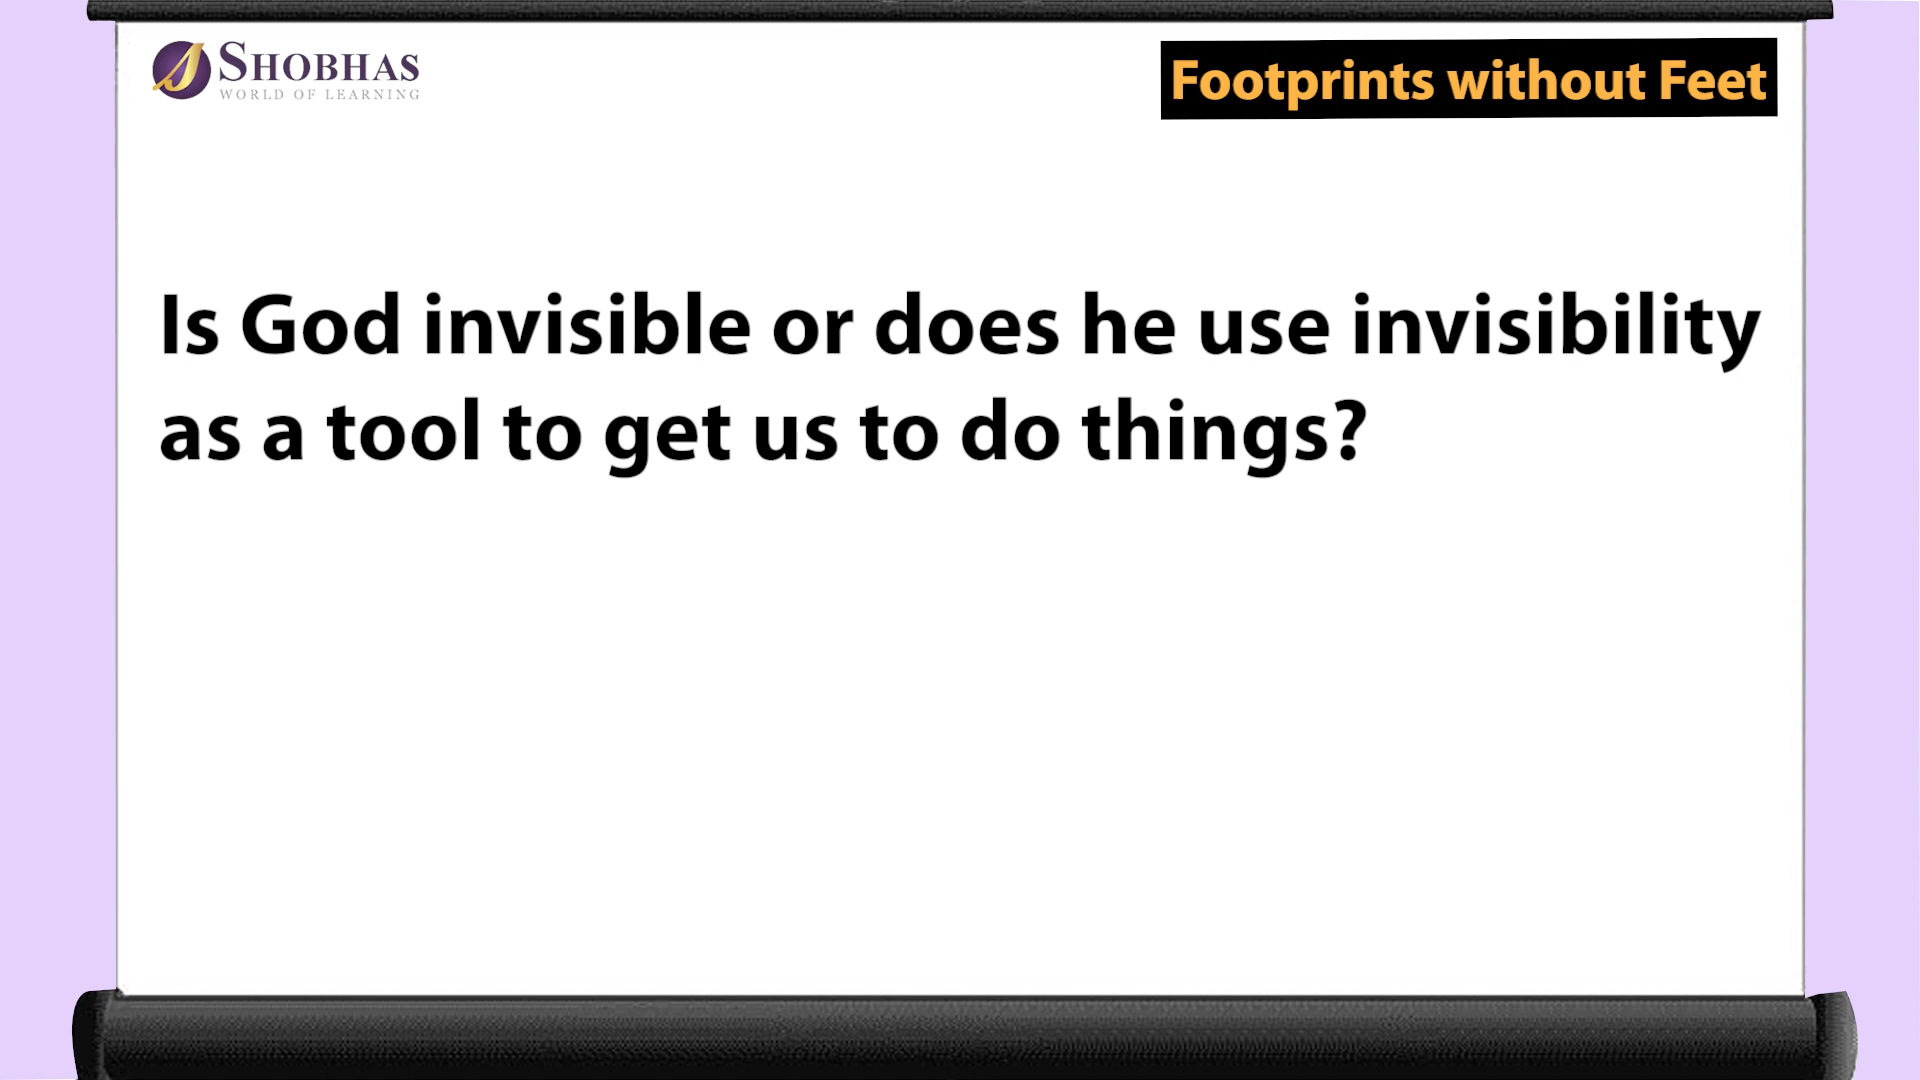 SHOBHAS
WORLD OF LEARNING
Footprints without Feet
Is God invisible or does he use invisibility
as a tool to get us to do things?